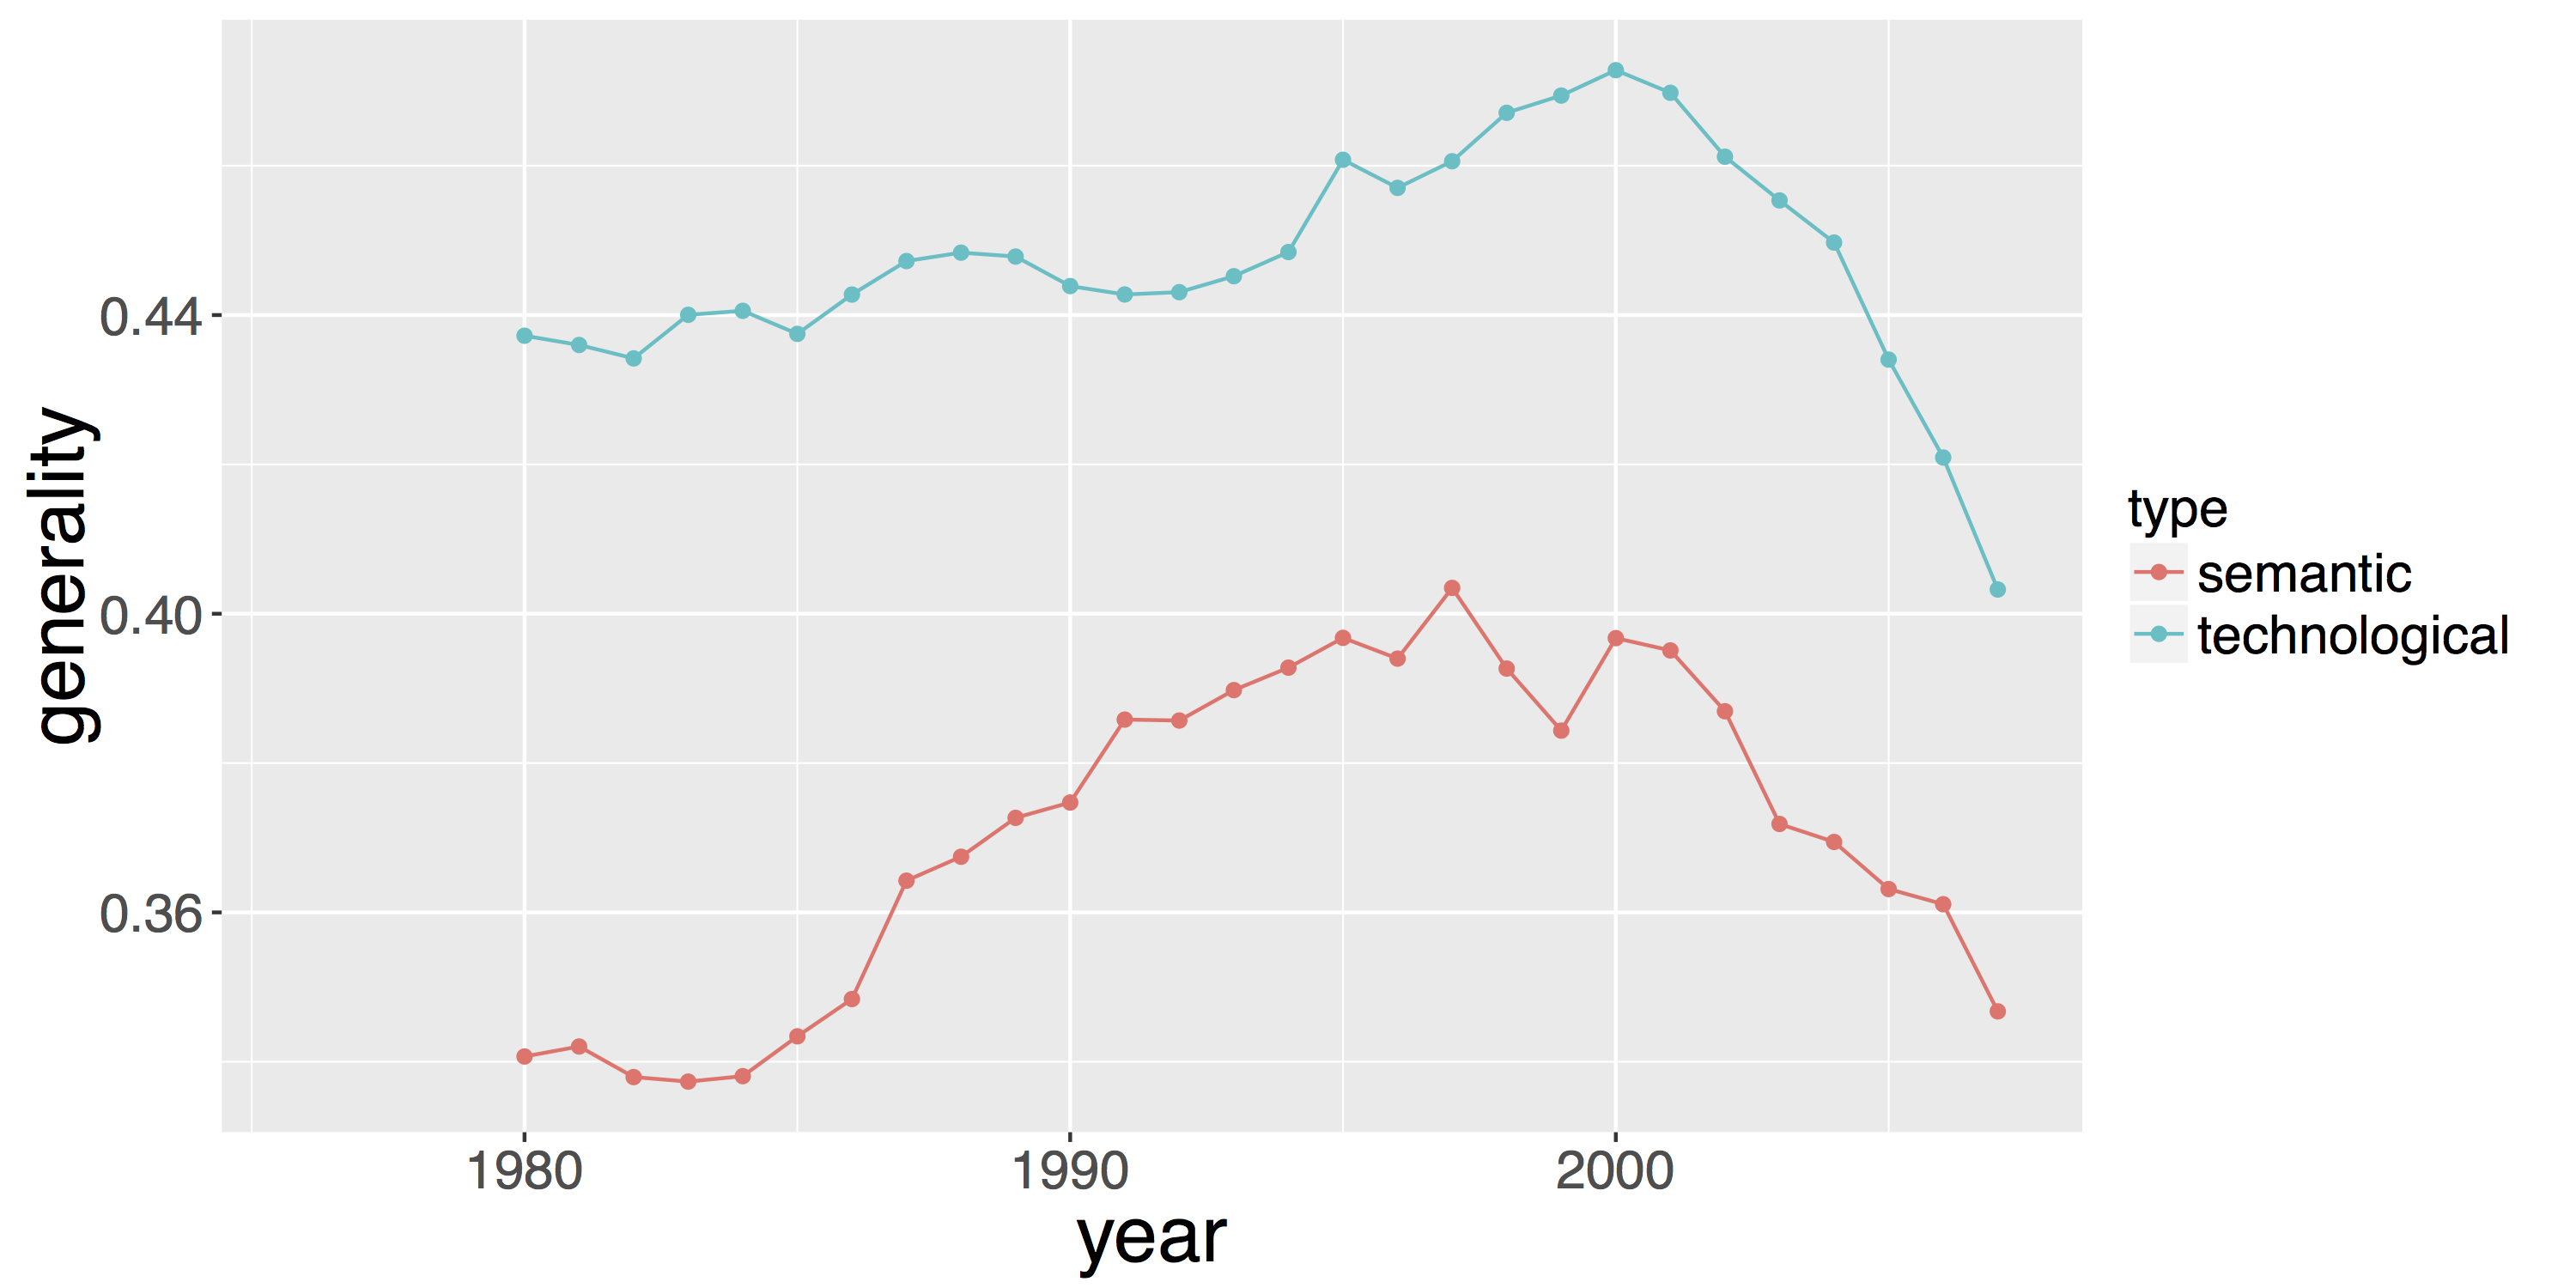 generality
0.44
0.40
0.36
1980
1990
2000
year
type
semantic
technological